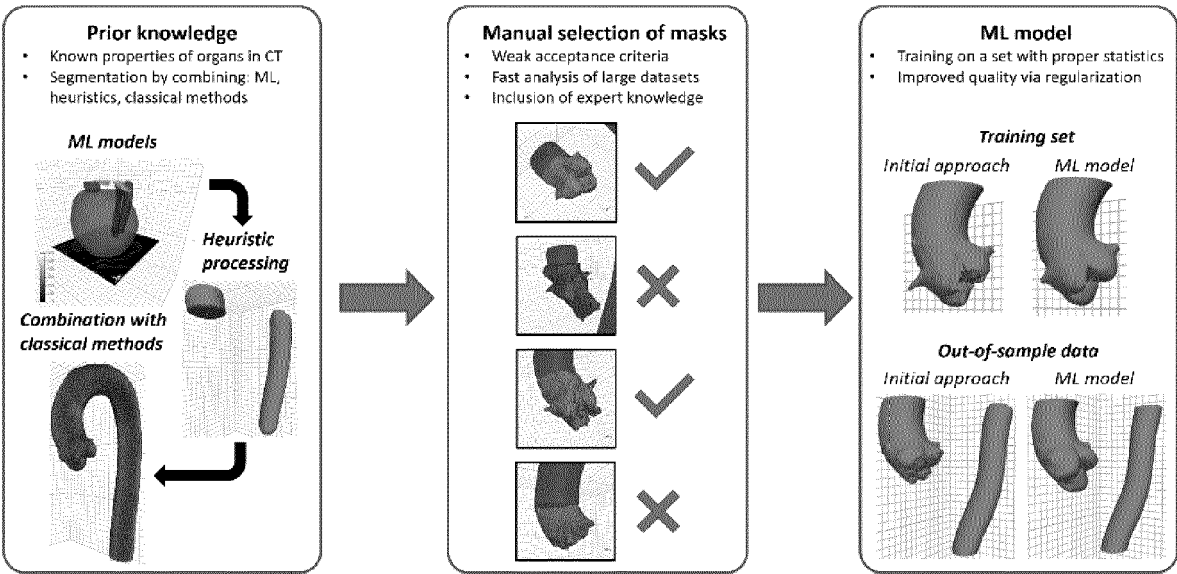 Prior knowledge
• Known properties of organs in CT
• Segmentation by combining: ML,
heuristics, classical methods
ML models
Heuristic
processing
Combination with
classical methods
Manual selection of masks
• Weak acceptance criteria
• Fast analysis of large datasets
• Inclusion of expert knowledge
ML model
• Training on a set with proper statistics
• Improved quality via regularization
Training set
Initial approach ML model
Out-of-sample data
Initial approach ML model